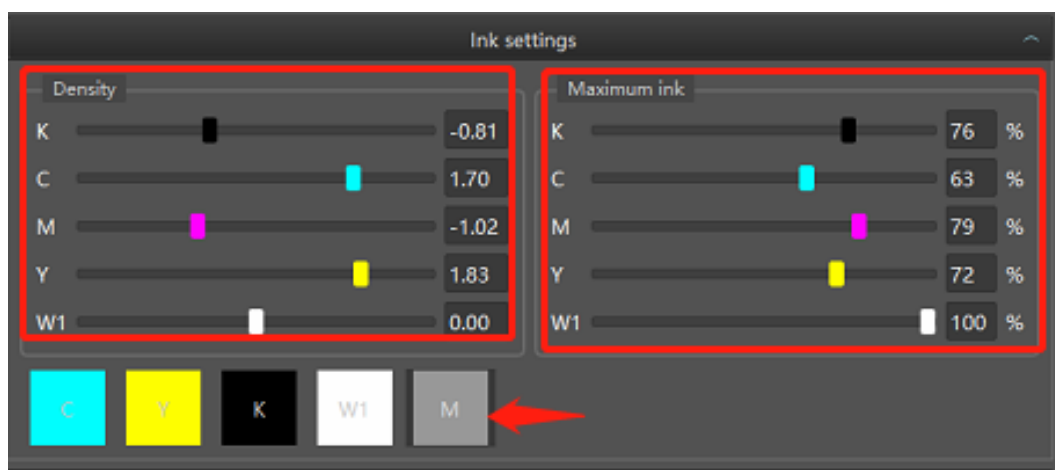 Ink settings
Density
K -0.81
C 1.70
M -1.02
Y 1.83
W1 0.00
Maximum ink
K 76 %
C 63 %
M 79 %
Y 72 %
W1 100 %
C Y K W1 M